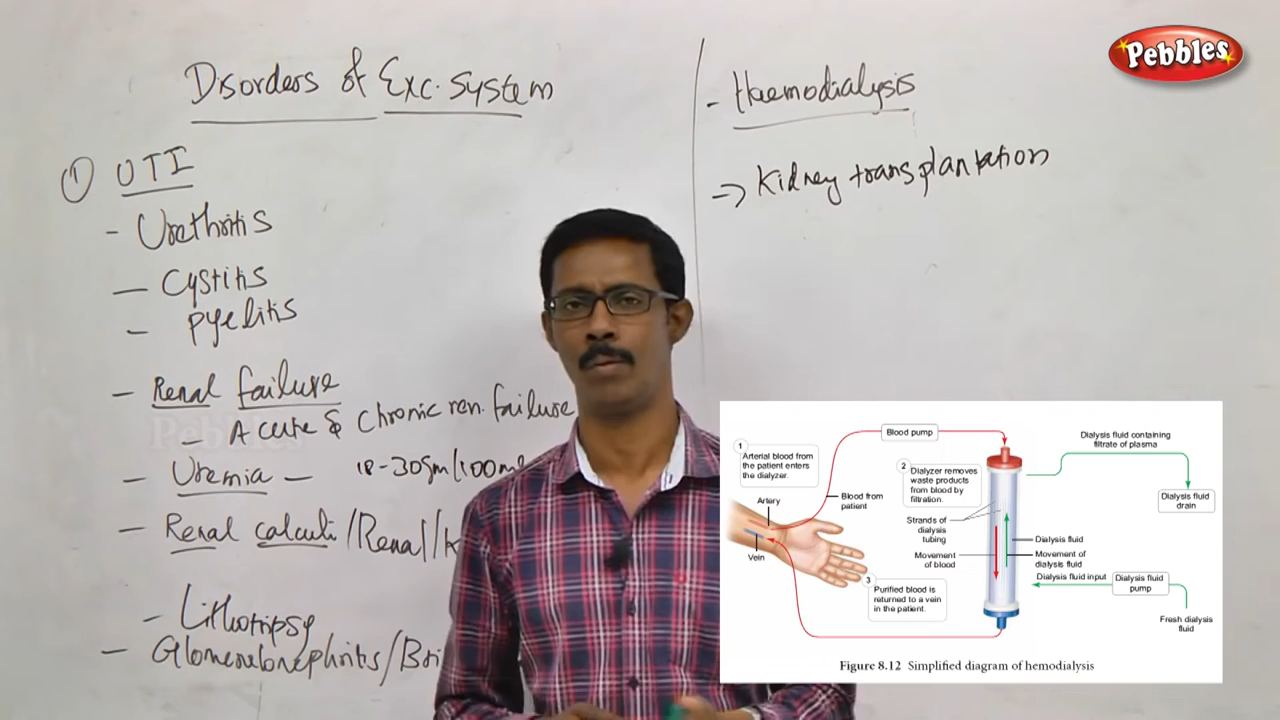 Pebbles
Disorders of Exc. System
① UTI
- Urethritis
- Cystitis
- Pyelitis
- Renal failure
- Acute & Chronic ren. failure
- Uremia -
- Renal calculi/Renal/
- Lithotripsy
- Glomerulonephritis/Bri
- Haemodialysis
→ Kidney transplantation
Blood pump
1
Arterial blood from
the patient enters
the dialyzer.
Artery
Vein
Blood from
patient
2
Dialyzer removes
waste products
from blood by
filtration.
Strands of
dialysis
tubing
Movement
of blood
3
Purified blood is
returned to a vein
in the patient.
Dialysis fluid containing
filtrate of plasma
Dialysis fluid
drain
Dialysis fluid
Movement of
dialysis fluid
Dialysis fluid input
Dialysis fluid
pump
Fresh dialysis
fluid
Figure 8.12 Simplified diagram of hemodialysis